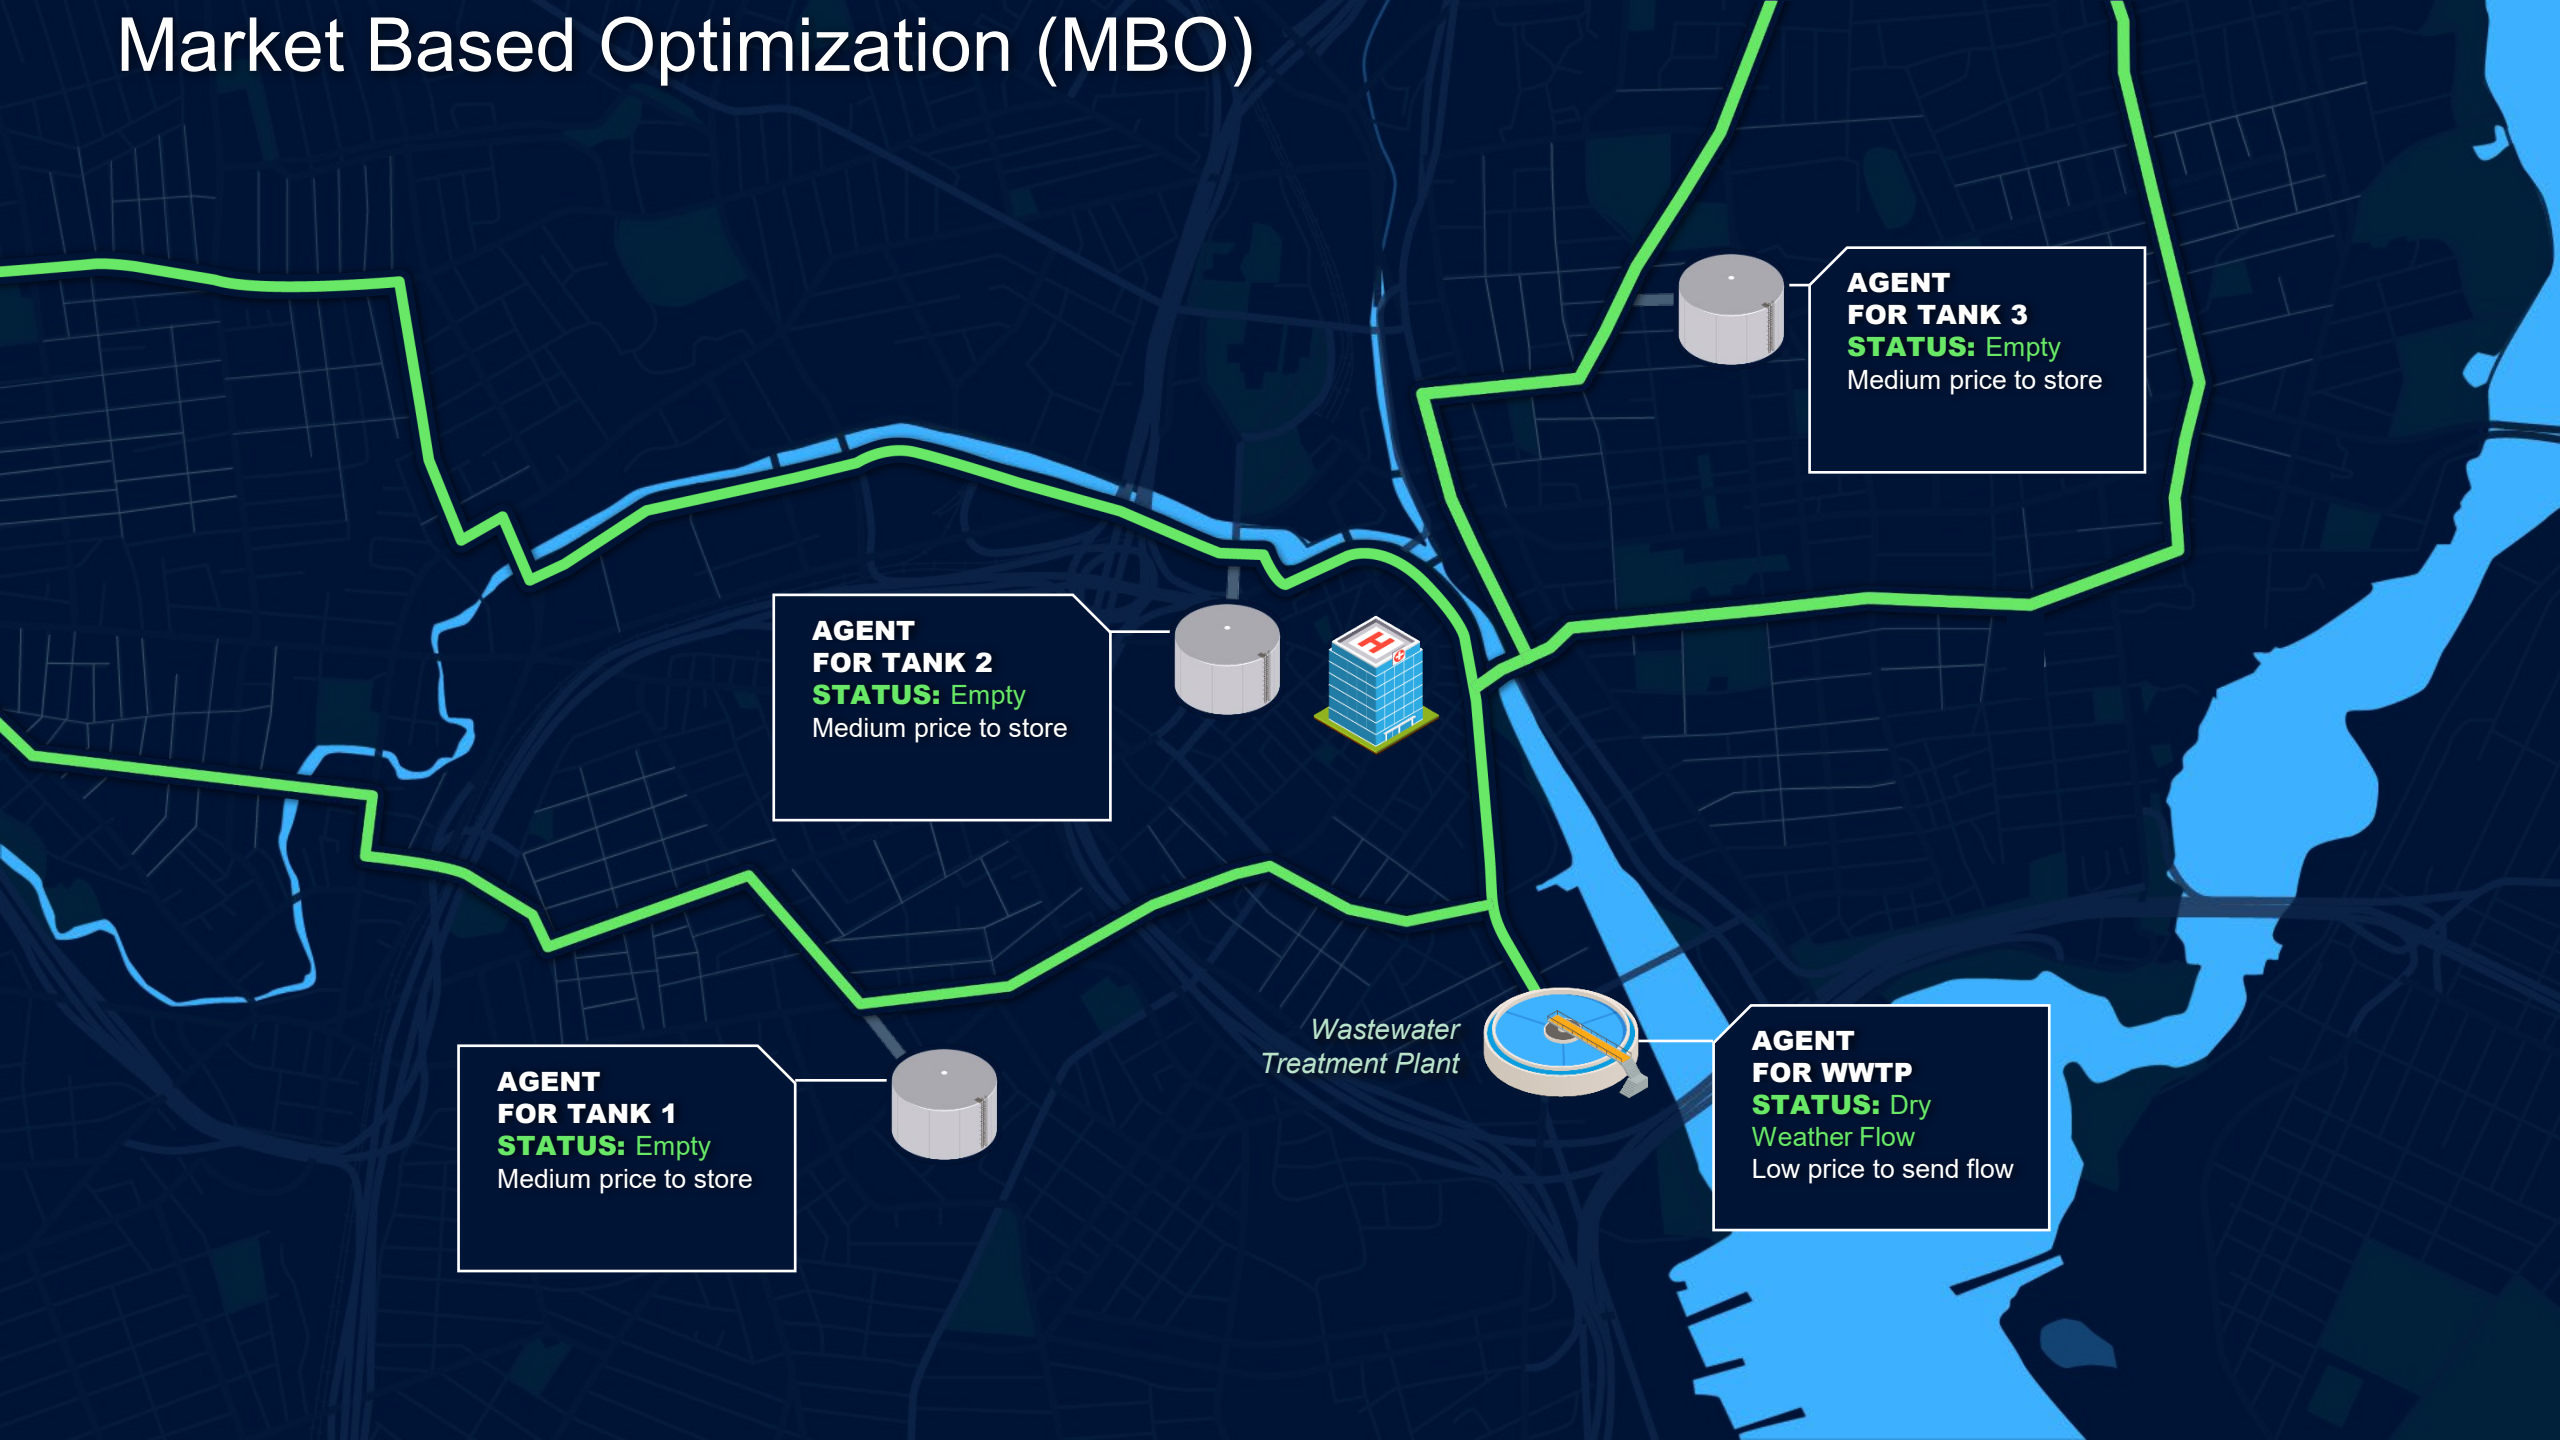 Market Based Optimization (MBO)
AGENT
FOR TANK 3
STATUS: Empty
Medium price to store
AGENT
FOR TANK 2
STATUS: Empty
Medium price to store
H
Wastewater
Treatment Plant
AGENT
FOR WWTP
STATUS: Dry
Weather Flow
Low price to send flow
AGENT
FOR TANK 1
STATUS: Empty
Medium price to store